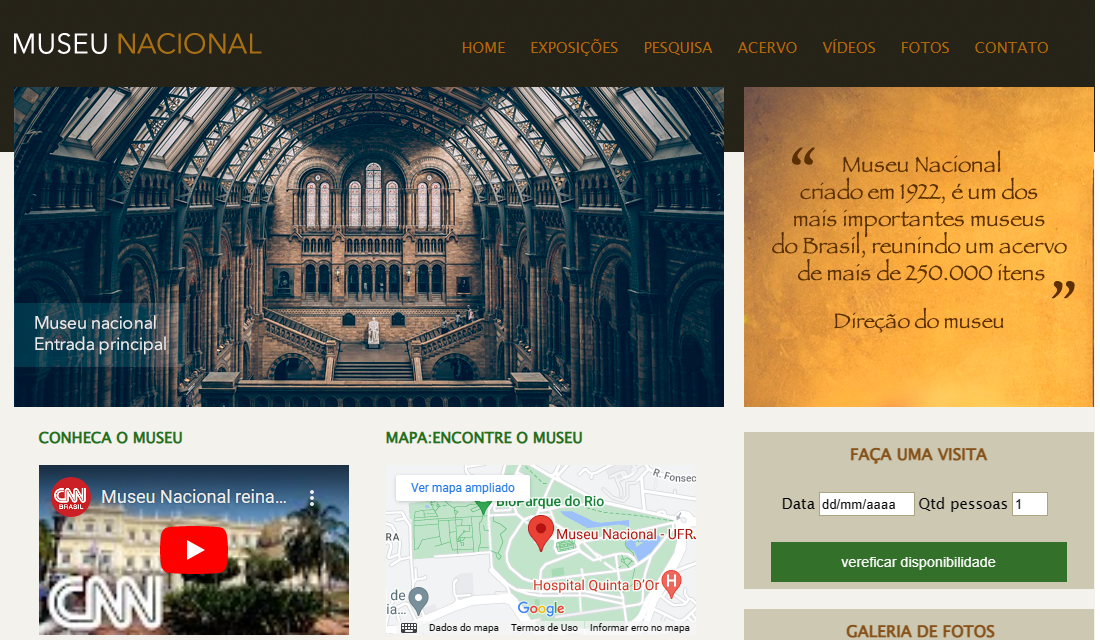 MUSEU NACIONAL
HOME EXPOSIÇÕES PESQUISA ACERVO VÍDEOS FOTOS CONTATO
Museu nacional
Entrada principal
“ Museu Nacional
criado em 1922, é um dos
mais importantes museus
do Brasil, reunindo um acervo
de mais de 250.000 itens ”
Direção do museu
CONHECA O MUSEU
CNN
BRASIL
Museu Nacional reina...
CNN
MAPA:ENCONTRE O MUSEU
Ver mapa ampliado
R. Fonsec
BioParque do Rio
RA
Museu Nacional - UFRJ
Hospital Quinta D'Or
H
de
ia...
Google
Dados do mapa Termos de Uso Informar erro no mapa
FAÇA UMA VISITA
Data dd/mm/aaaa Qtd pessoas 1
vereficar disponibilidade
GALERIA DE FOTOS